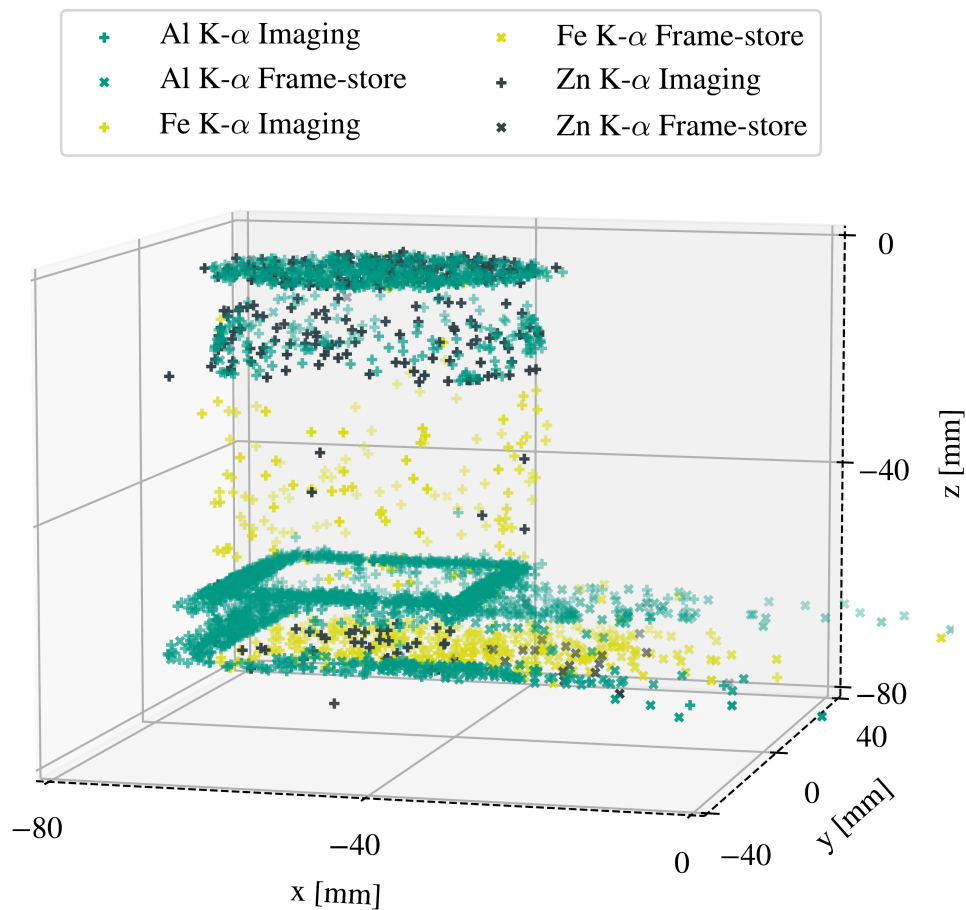 Al K-α Imaging
Al K-α Frame-store
Fe K-α Imaging
Fe K-α Frame-store
Zn K-α Imaging
Zn K-α Frame-store
0
−40
−80
z [mm]
40
0
−40
y [mm]
−80
−40
0
x [mm]